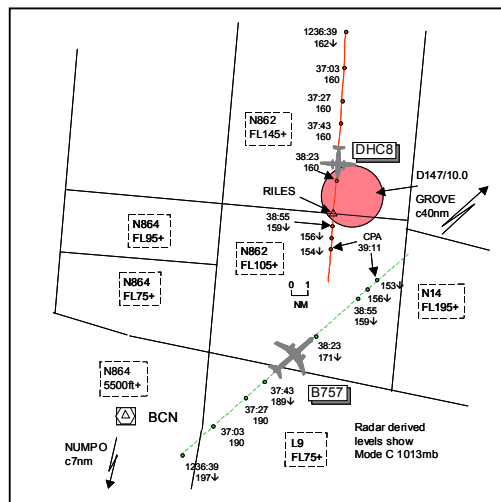 1236:39
162↓
37:03
160
37:27
160
37:43
160
N862
FL145+
DHC8
38:23
160
D147/10.0
GROVE
c40nm
RILES
38:55
159↓
156↓
154↓
CPA
39:11
N864
FL95+
N862
FL105+
N864
FL75+
0 1
NM
153↓
156↓
38:55
159↓
N14
FL195+
38:23
171↓
N864
5500ft+
BCN
37:43
189↓
B757
37:27
190
37:03
190
NUMPO
c7nm
1236:39
197↓
L9
FL75+
Radar derived
levels show
Mode C 1013mb